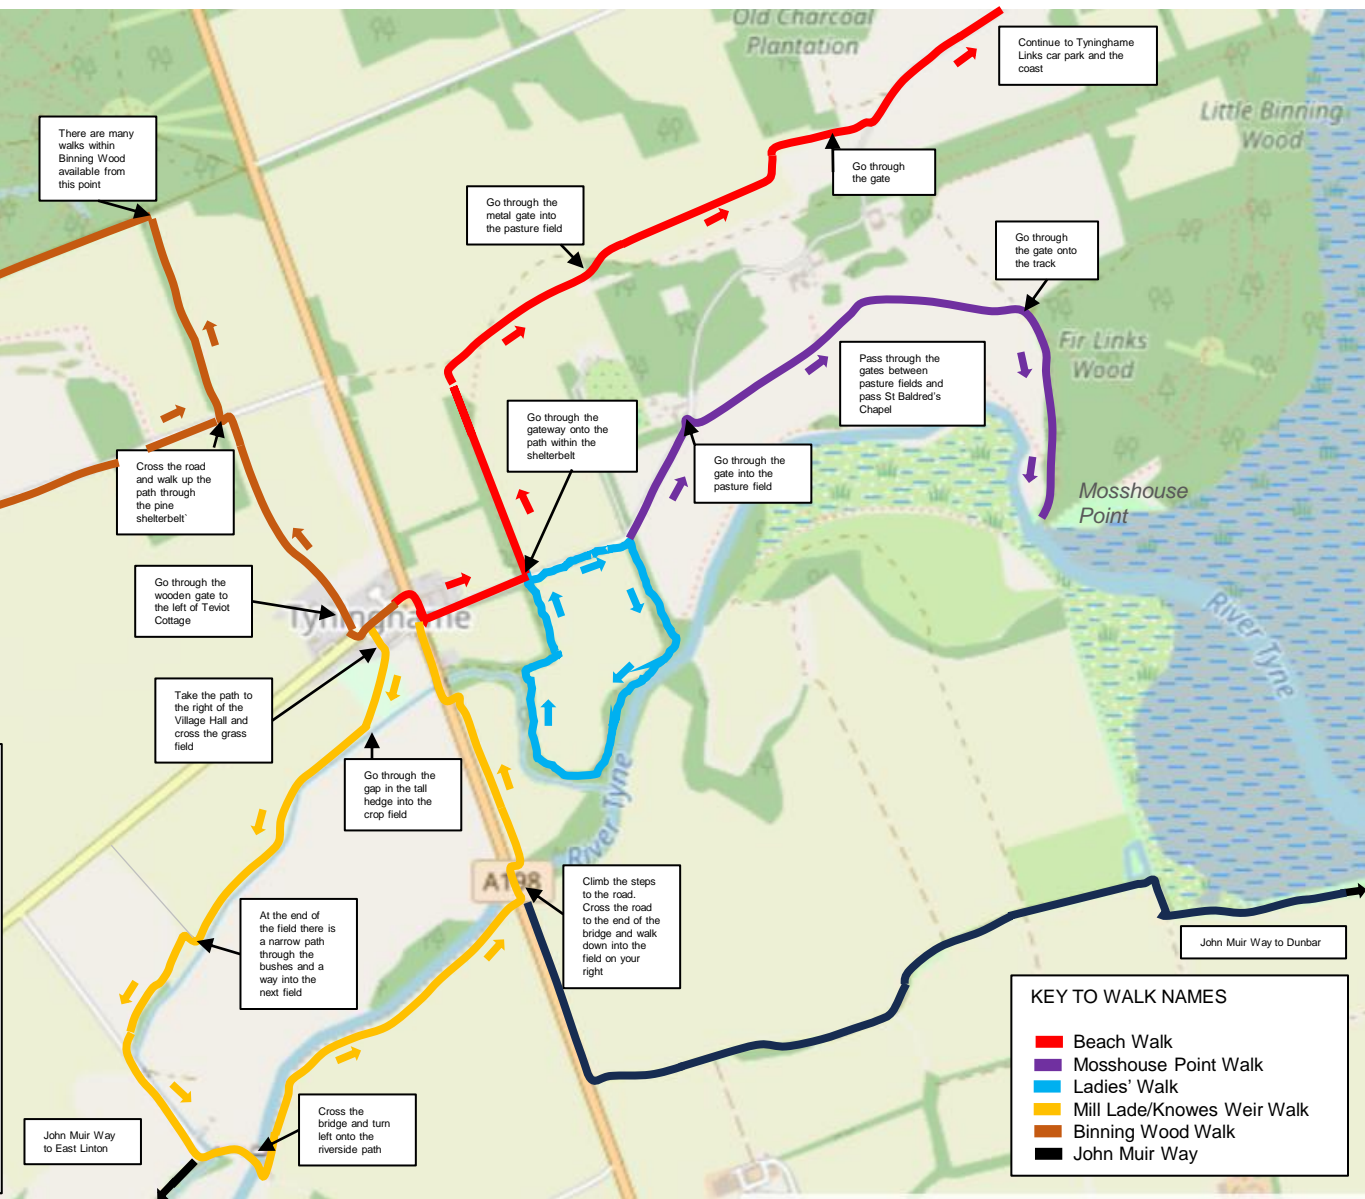 Old Charcoal
Plantation
Continue to Tyninghame
Links car park and the
coast
Little Binning
Wood
There are many
walks within
Binning Wood
available from
this point
Go through
the gate
Go through the
metal gate into
the pasture field
Go through
the gate onto
the track
Fir Links
Wood
Pass through the
gates between
pasture fields and
pass St Baldred's
Chapel
Go through the
gateway onto the
path within the
shelterbelt
Cross the road
and walk up the
path through
the pine
shelterbelt`
Go through the
gate into the
pasture field
Mosshouse
Point
Go through the
wooden gate to
the left of Teviot
Cottage
Tyninghame
River Tyne
Take the path to
the right of the
Village Hall and
cross the grass
field
Go through the
gap in the tall
hedge into the
crop field
River Tyne
A198
Climb the steps
to the road.
Cross the road
to the end of the
bridge and walk
down into the
field on your
right
At the end of
the field there is
a narrow path
through the
bushes and a
way into the
next field
John Muir Way to Dunbar
Cross the
bridge and turn
left onto the
riverside path
John Muir Way
to East Linton
KEY TO WALK NAMES
Beach Walk
Mosshouse Point Walk
Ladies' Walk
Mill Lade/Knowes Weir Walk
Binning Wood Walk
John Muir Way